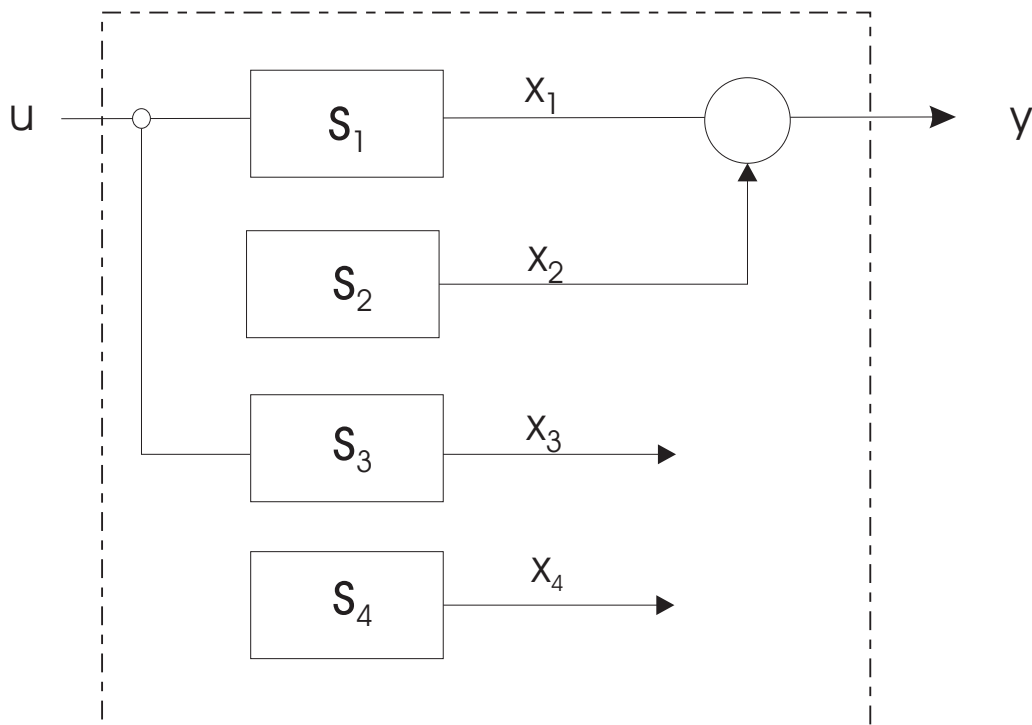 u S₁ x₁ y
S₂ x₂
S₃ x₃
S₄ x₄